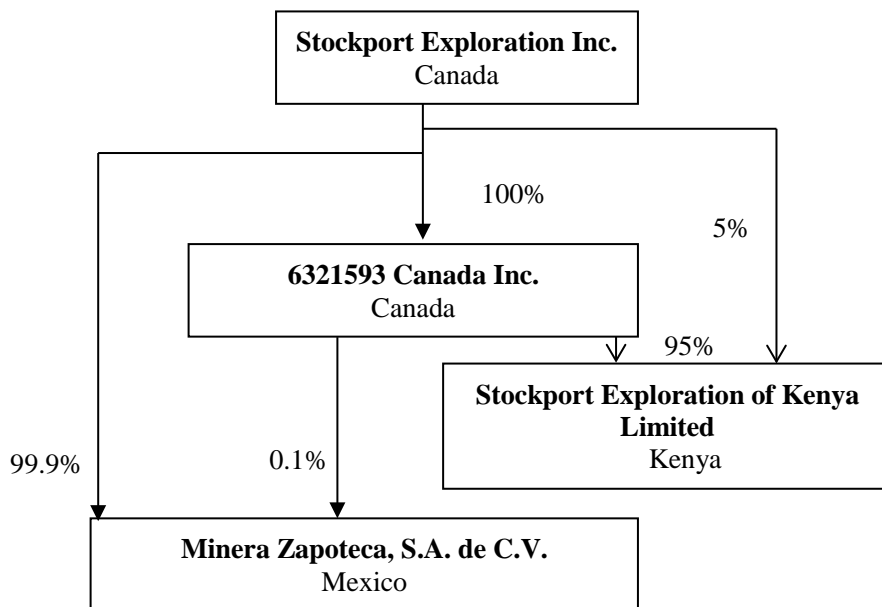 Stockport Exploration Inc.
Canada
100%
5%
6321593 Canada Inc.
Canada
95%
Stockport Exploration of Kenya
Limited
Kenya
99.9%
0.1%
Minera Zapoteca, S.A. de C.V.
Mexico